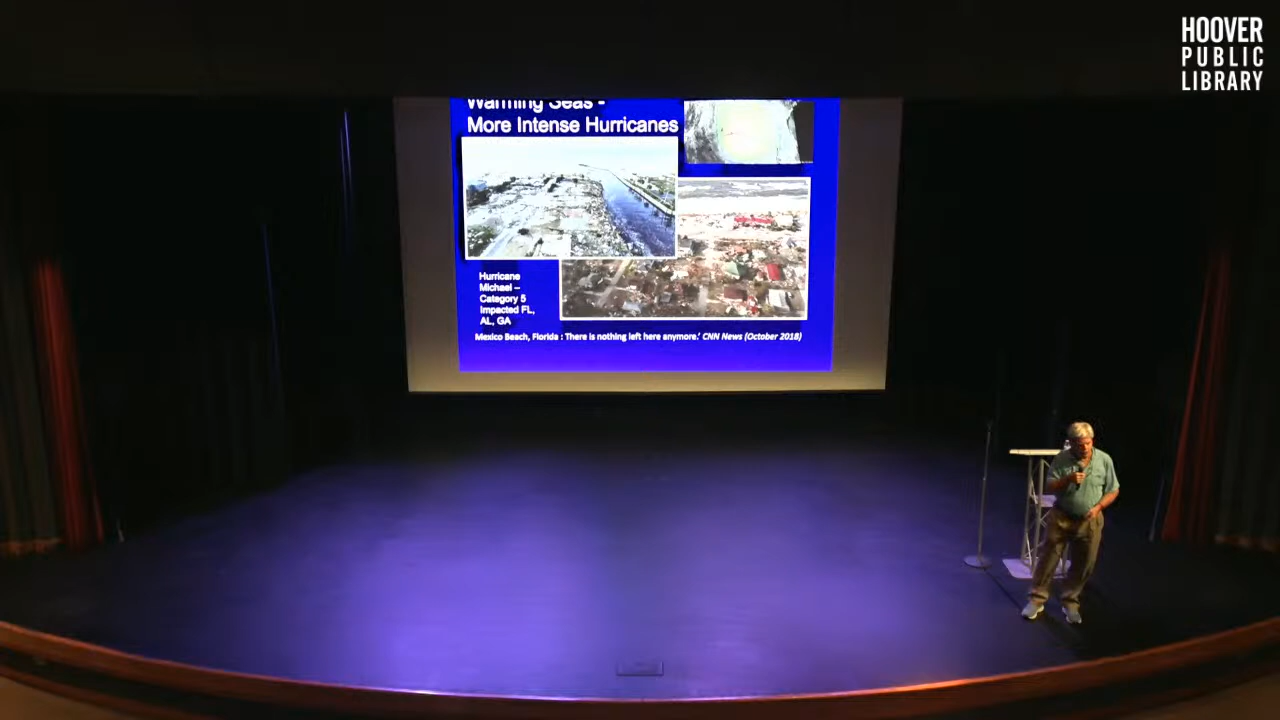 HOOVER
PUBLIC
LIBRARY
Warming Seas -
More Intense Hurricanes
Hurricane
Michael –
Category 5
Impacted FL,
AL, GA
Mexico Beach, Florida : There is nothing left here anymore.' CNN News (October 2018)